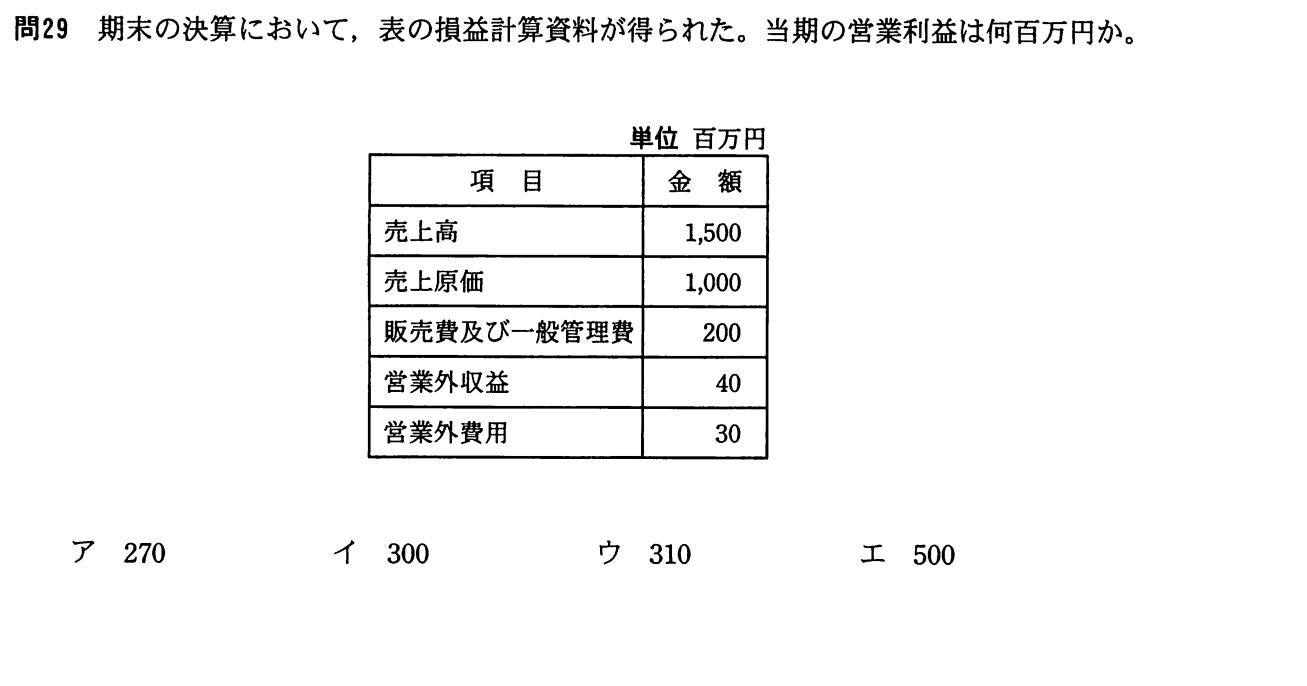 問29　期末の決算において，表の損益計算資料が得られた。当期の営業利益は何百万円か。
単位 百万円
項　目　金　額
売上高　1,500
売上原価　1,000
販売費及び一般管理費　200
営業外収益　40
営業外費用　30
ア　270　イ　300　ウ　310　エ　500